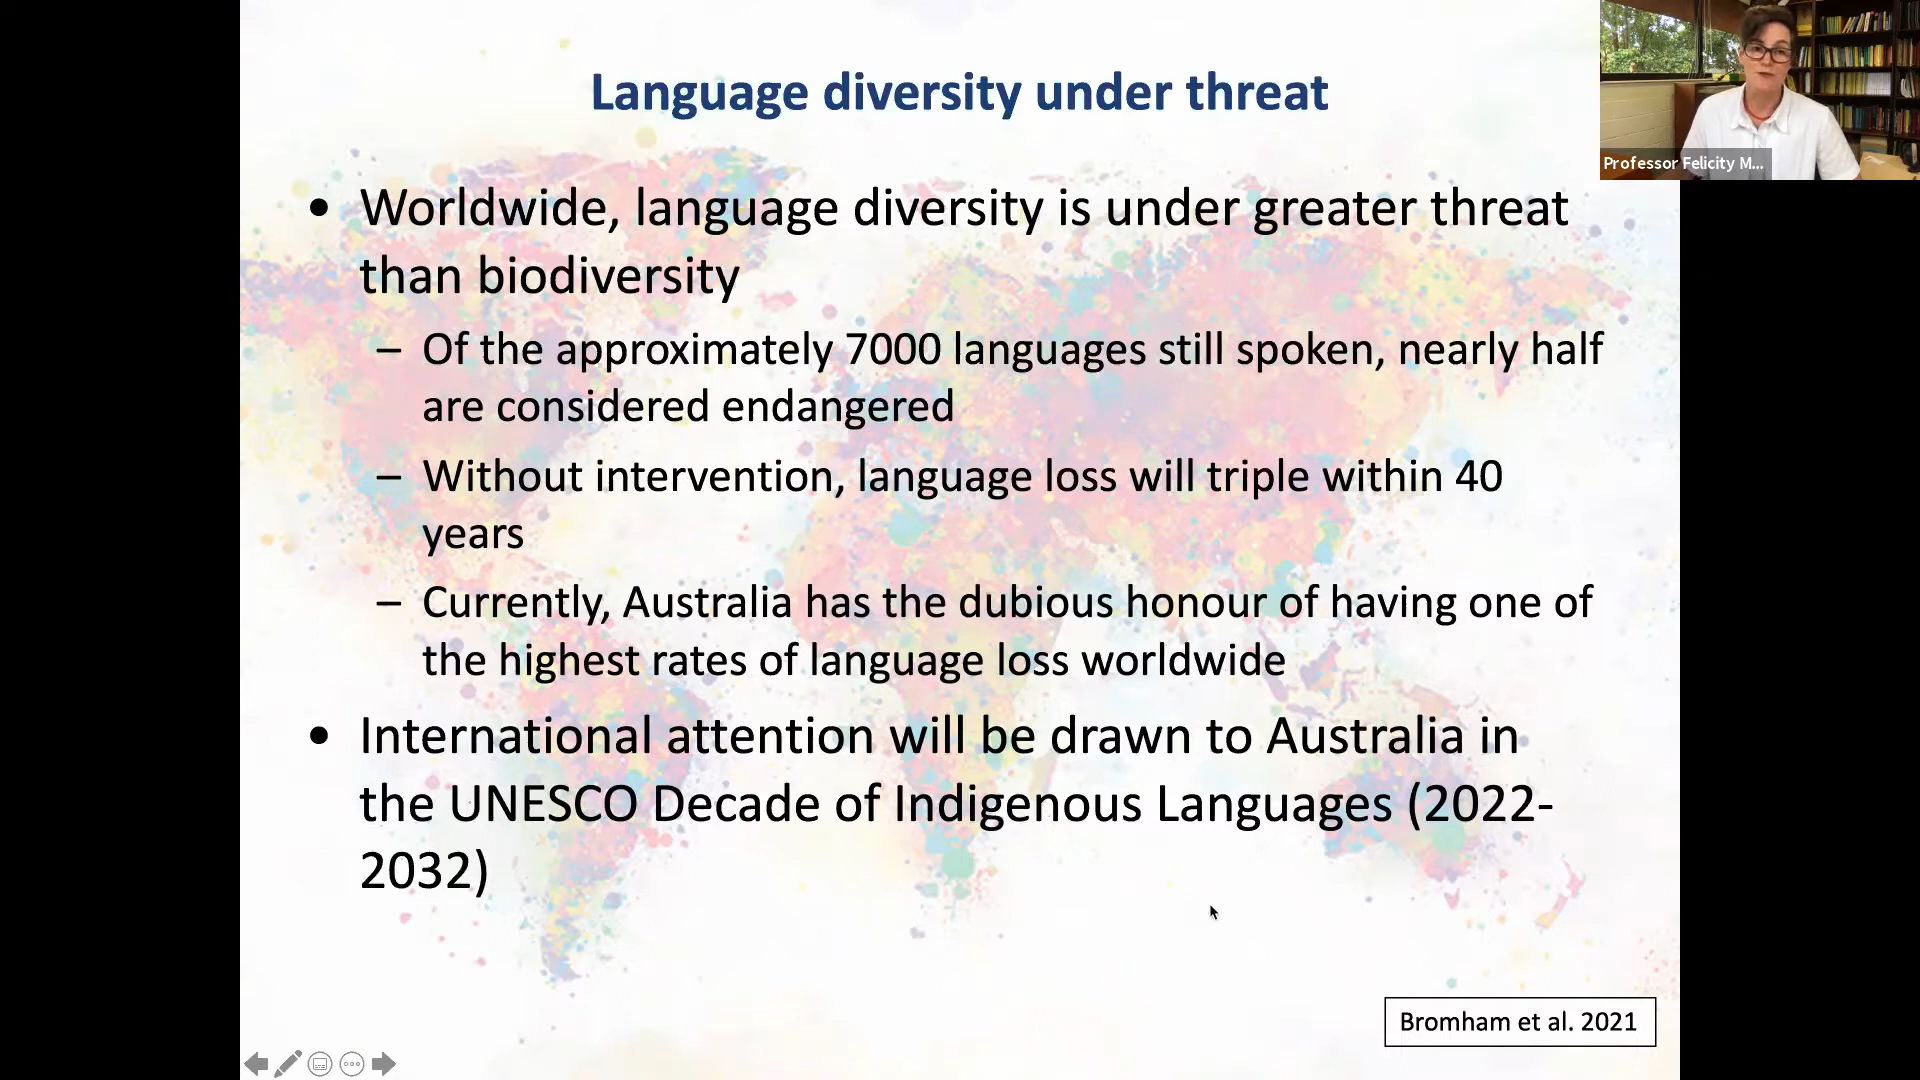 Language diversity under threat
Professor Felicity M...
• Worldwide, language diversity is under greater threat
than biodiversity
– Of the approximately 7000 languages still spoken, nearly half
are considered endangered
– Without intervention, language loss will triple within 40
years
– Currently, Australia has the dubious honour of having one of
the highest rates of language loss worldwide
• International attention will be drawn to Australia in
the UNESCO Decade of Indigenous Languages (2022-
2032)
Bromham et al. 2021